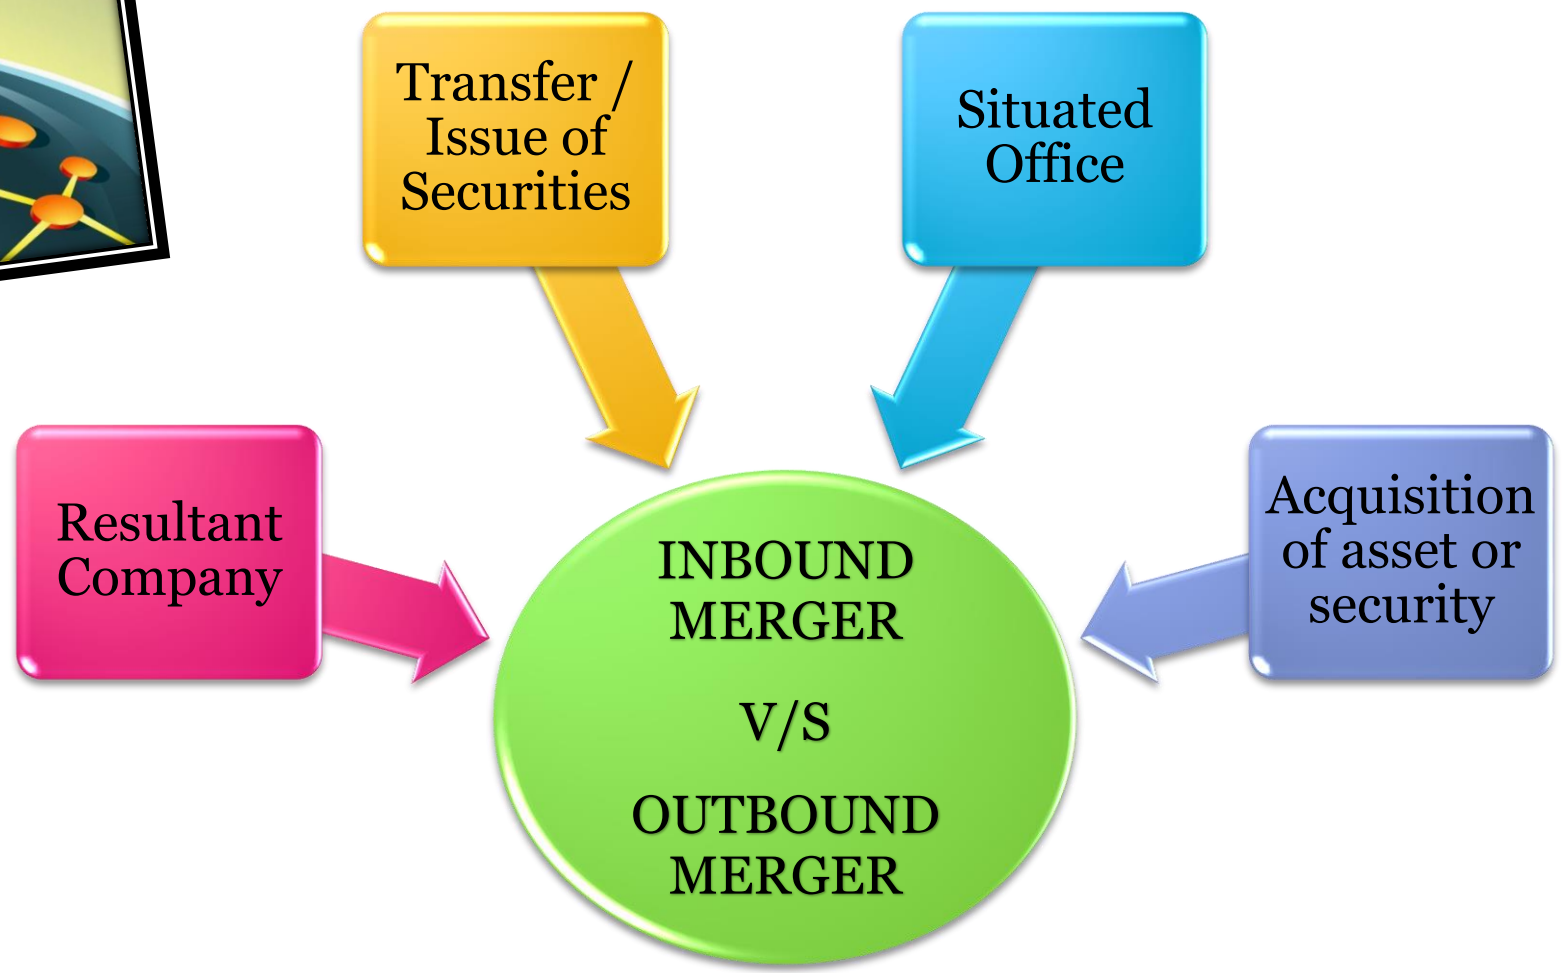 Transfer /
Issue of
Securities
Situated
Office
Resultant
Company
Acquisition
of asset or
security
INBOUND
MERGER
V/S
OUTBOUND
MERGER